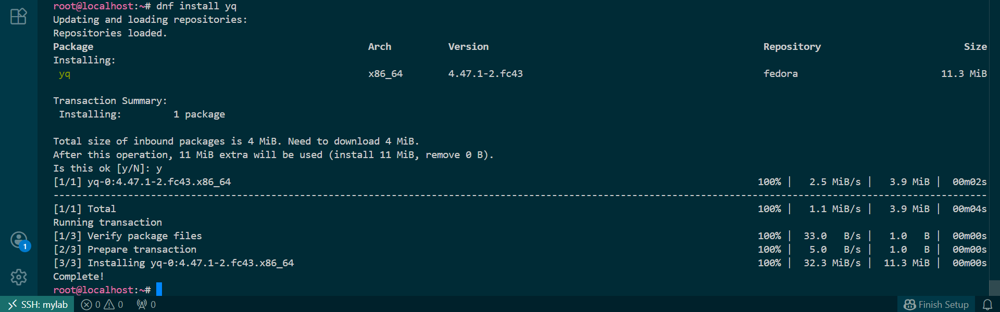 root@localhost:~# dnf install yq
Updating and loading repositories:
Repositories loaded.
Package Arch Version Repository Size
Installing:
yq x86_64 4.47.1-2.fc43 fedora 11.3 MiB
Transaction Summary:
Installing: 1 package
Total size of inbound packages is 4 MiB. Need to download 4 MiB.
After this operation, 11 MiB extra will be used (install 11 MiB, remove 0 B).
Is this ok [y/N]: y
[1/1] yq-0:4.47.1-2.fc43.x86_64 100% | 2.5 MiB/s | 3.9 MiB | 00m02s
--------------------------------------------------------------------------------------------------------------------------------------------------------------------
[1/1] Total 100% | 1.1 MiB/s | 3.9 MiB | 00m04s
Running transaction
[1/3] Verify package files 100% | 33.0 B/s | 1.0 B | 00m00s
[2/3] Prepare transaction 100% | 5.0 B/s | 1.0 B | 00m00s
[3/3] Installing yq-0:4.47.1-2.fc43.x86_64 100% | 32.3 MiB/s | 11.3 MiB | 00m00s
Complete!
root@localhost:~#
1
SSH: mylab 0 0 0 Finish Setup